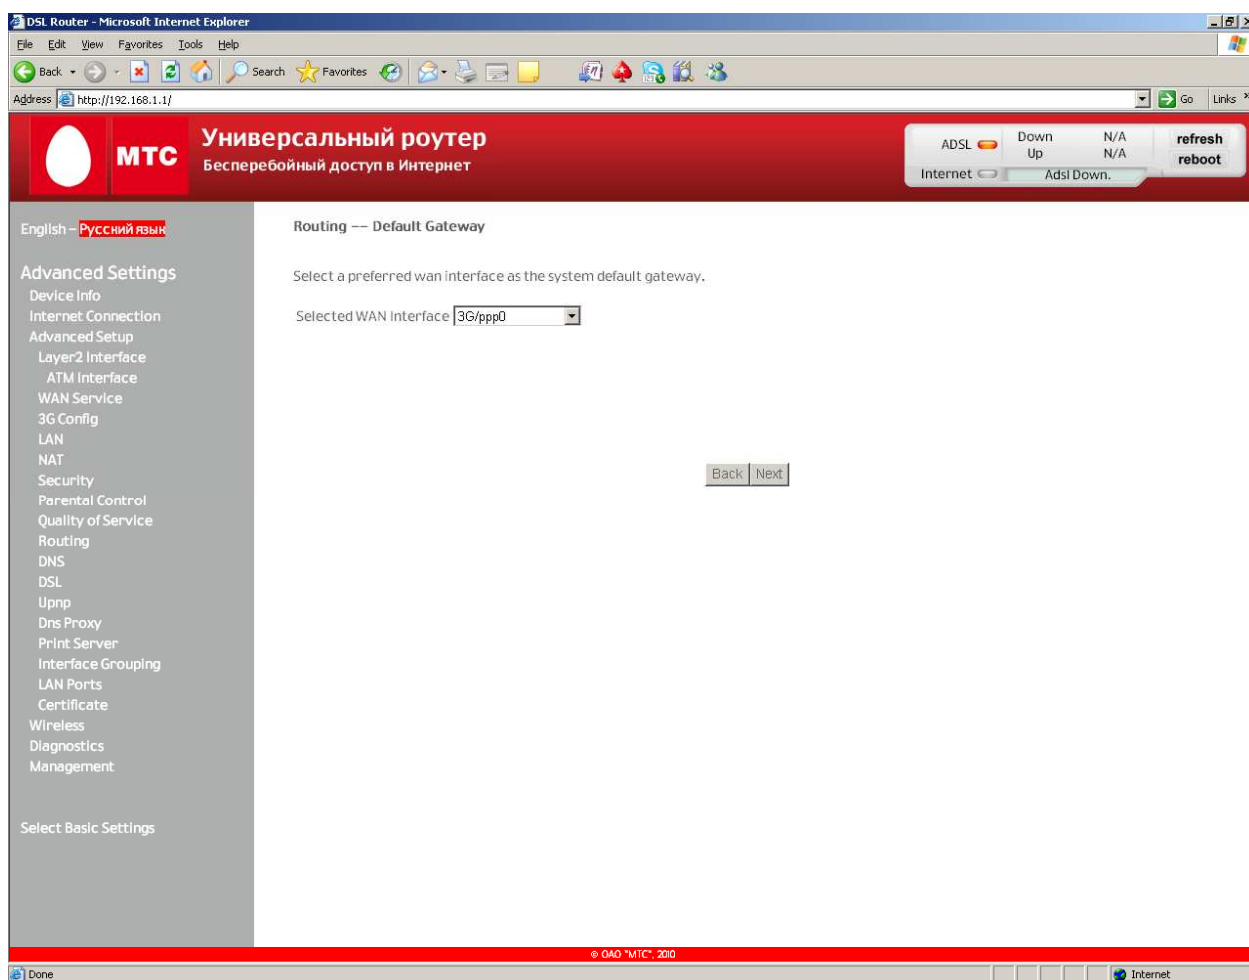 DSL Router - Microsoft Internet Explorer
File Edit View Favorites Tools Help
Back Search Favorites
Address http://192.168.1.1/ Go Links »
МТС
Универсальный роутер
Бесперебойный доступ в Интернет
ADSL Down N/A refresh
Up N/A reboot
Internet Adsl Down.
English – Русский язык
Advanced Settings
Device Info
Internet Connection
Advanced Setup
Layer2 Interface
ATM Interface
WAN Service
3G Config
LAN
NAT
Security
Parental Control
Quality of Service
Routing
DNS
DSL
Upnp
Dns Proxy
Print Server
Interface Grouping
LAN Ports
Certificate
Wireless
Diagnostics
Management
Select Basic Settings
Routing -- Default Gateway
Select a preferred wan interface as the system default gateway.
Selected WAN Interface 3G/ppp0
Back Next
© ОАО "МТС", 2010
Done Internet